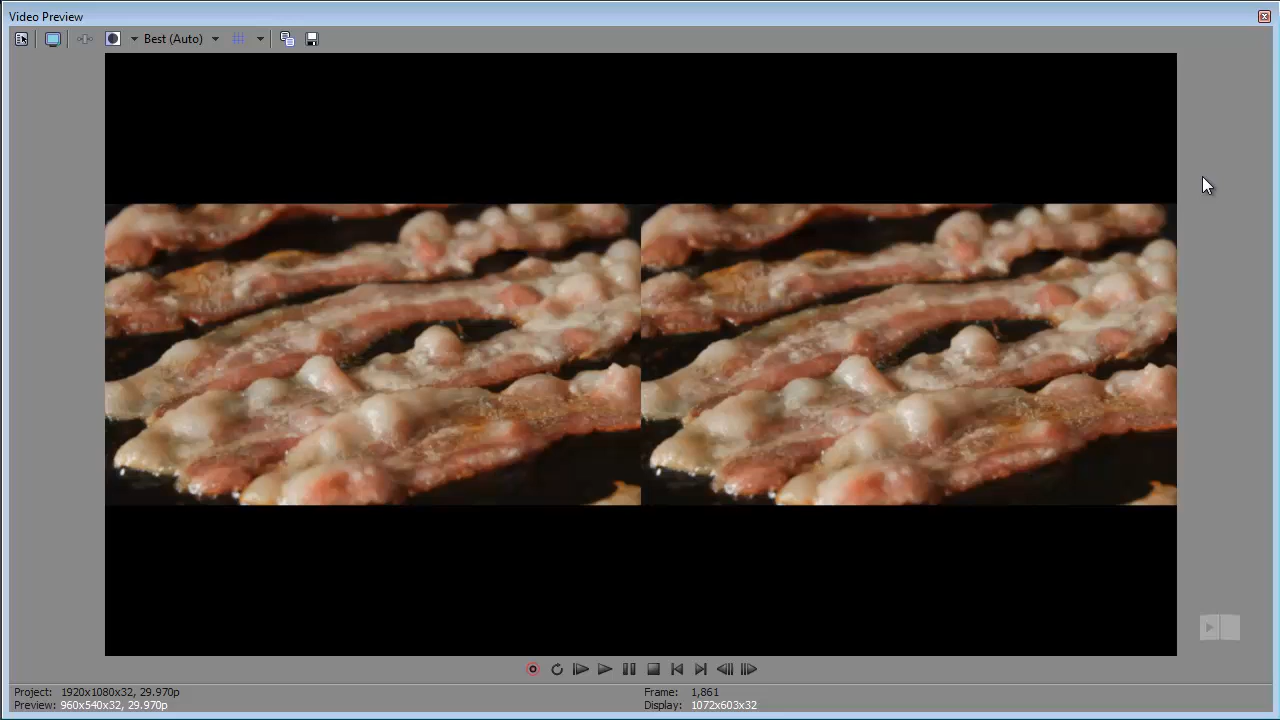 Video Preview
Best (Auto)
Project: 1920x1080x32, 29.970p
Preview: 960x540x32, 29.970p
Frame: 1,861
Display: 1072x603x32